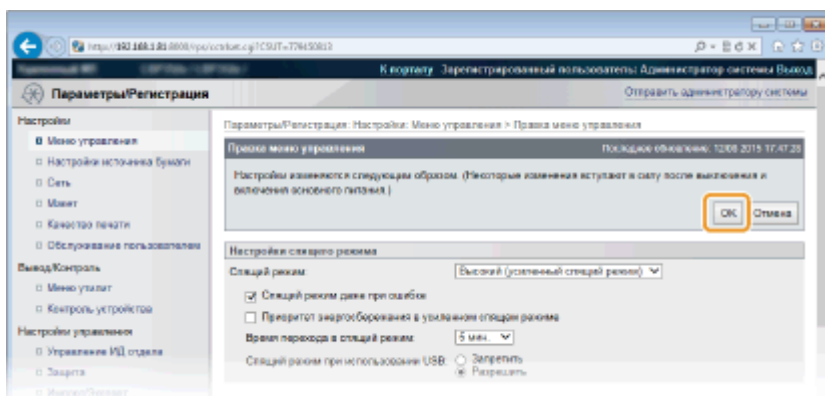 К порталу Зарегистрированный пользователь: Администратор системы Выход
Параметры/Регистрация
Отправить администратору системы
Настройки
Меню управления
Настройки источника бумаги
Сеть
Макет
Качество печати
Обслуживание пользователем
Вывод/Контроль
Меню утилит
Контроль устройства
Настройки управления
Управление ИД отдела
Защита
Параметры/Регистрация: Настройки: Меню управления > Правка меню управления
Правка меню управления
Последнее обновление: 12/08 2015 17:47:28
Настройки изменяются следующим образом. (Некоторые изменения вступают в силу после выключения и
включения основного питания.)
OK Отмена
Настройки спящего режима
Спящий режим: Высокий (усиленный спящий режим)
Спящий режим даже при ошибке
Приоритет энергосбережения в усиленном спящем режиме
Время перехода в спящий режим: 5 мин.
Спящий режим при использовании USB: Запретить
Разрешить